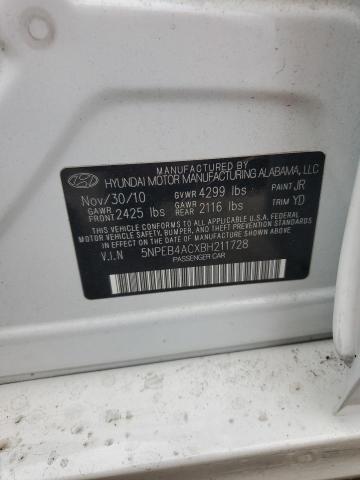 MANUFACTURED BY
HYUNDAI MOTOR MANUFACTURING ALABAMA, LLC
Nov/30/10 GVWR 4299 lbs PAINT JR
GAWR FRONT 2425 lbs GAWR REAR 2116 lbs TRIM YD
THIS VEHICLE CONFORMS TO ALL APPLICABLE U.S. FEDERAL
MOTOR VEHICLE SAFETY, BUMPER, AND THEFT PREVENTION STANDARDS
IN EFFECT ON THE DATE OF MANUFACTURE SHOWN ABOVE.
V.I.N 5NPEB4ACXBH211728
PASSENGER CAR